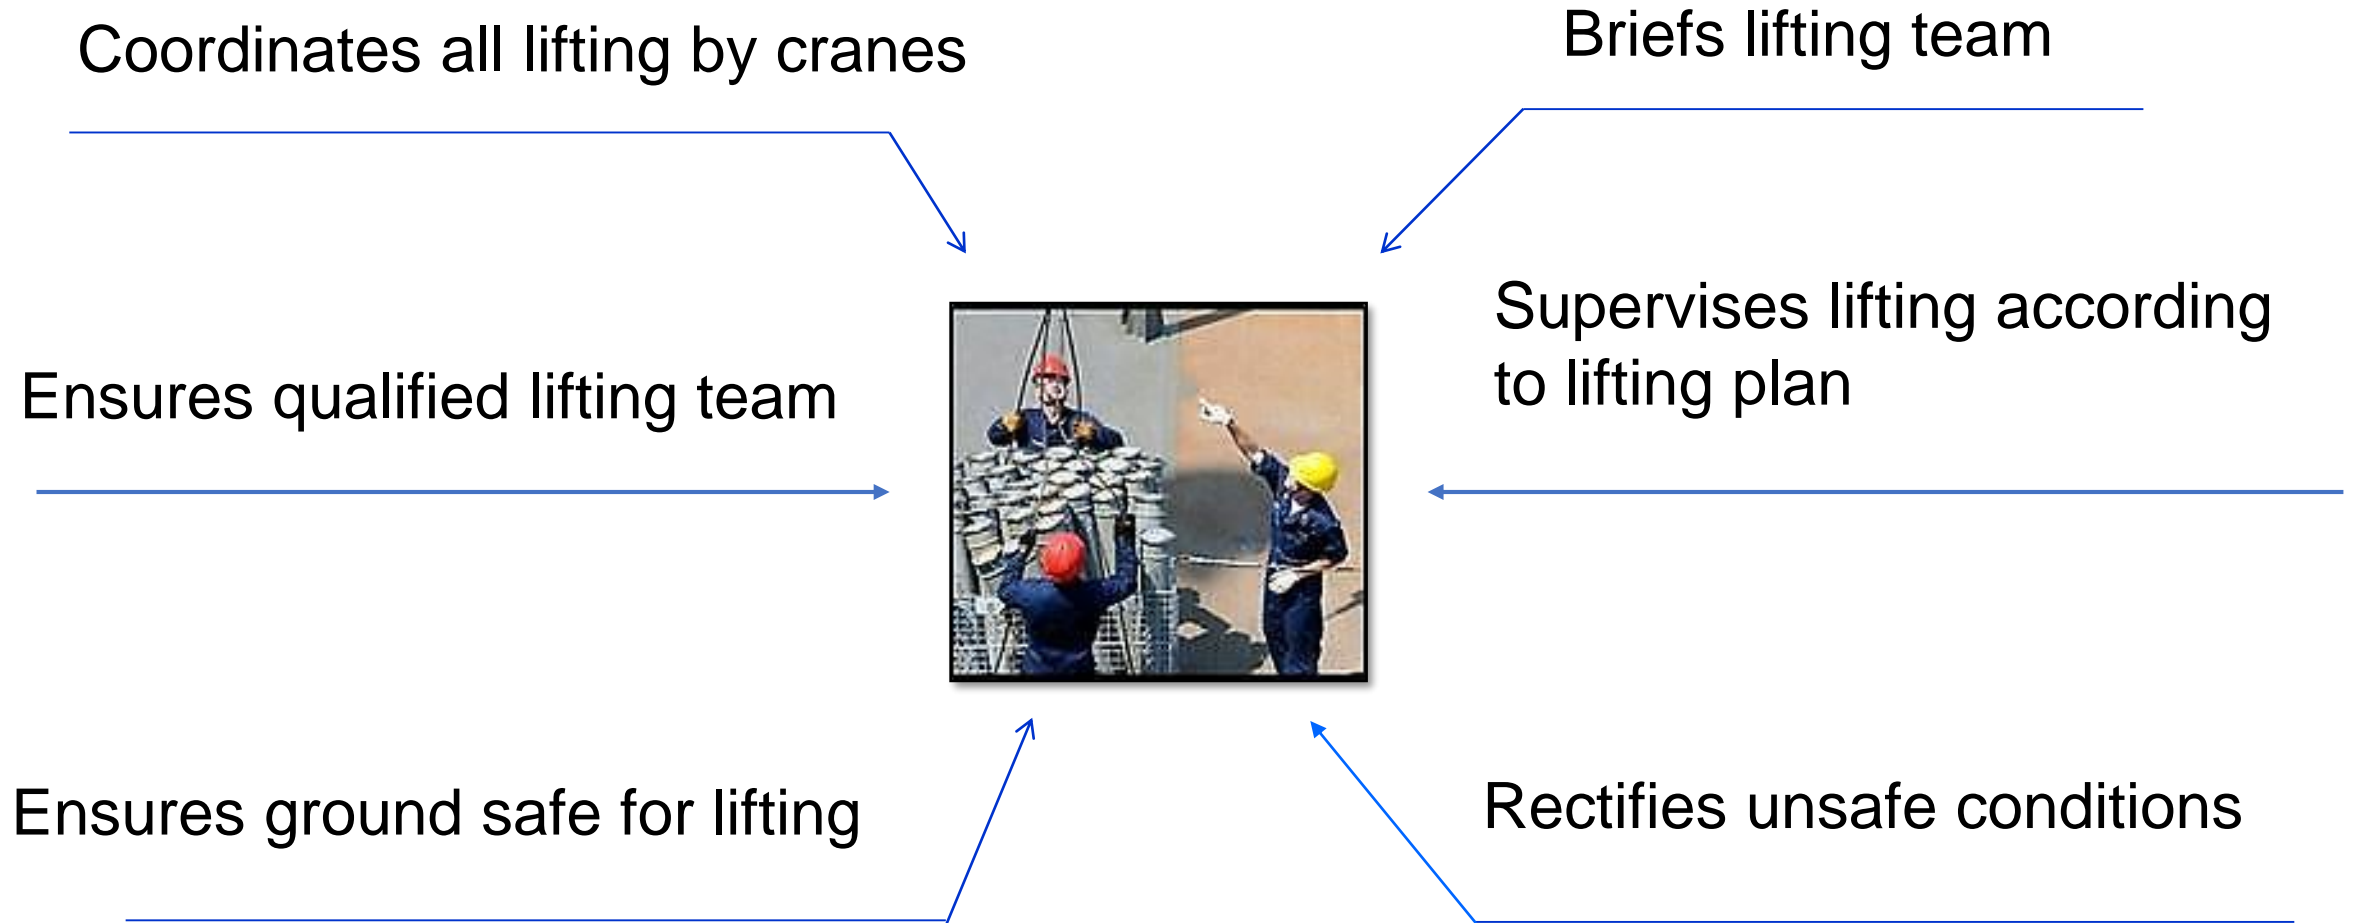 Coordinates all lifting by cranes
Briefs lifting team
Ensures qualified lifting team
Supervises lifting according
to lifting plan
Ensures ground safe for lifting
Rectifies unsafe conditions